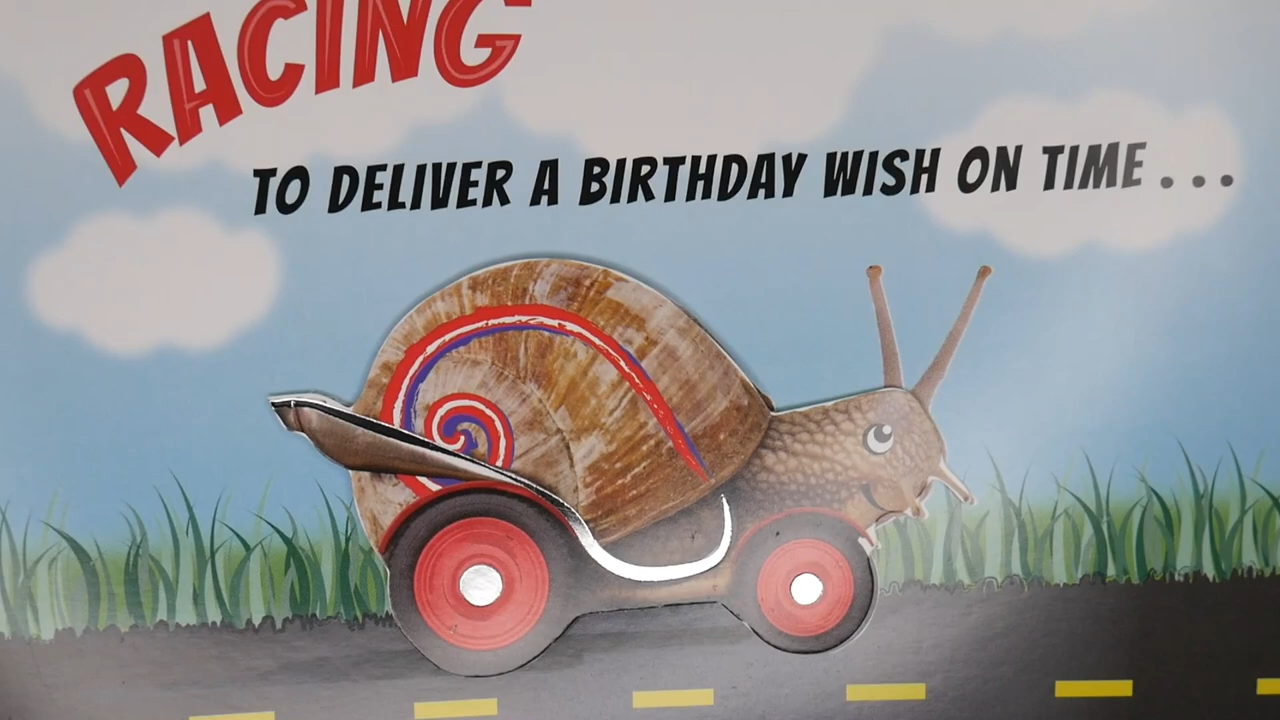 RACING
TO DELIVER A BIRTHDAY WISH ON TIME . . .